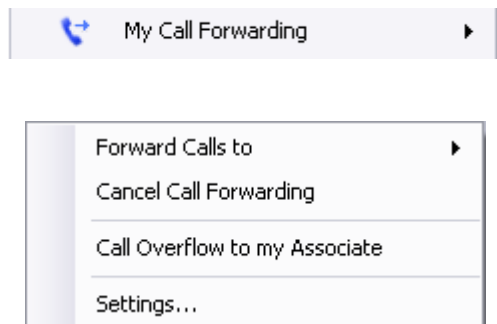 My Call Forwarding
Forward Calls to
Cancel Call Forwarding
Call Overflow to my Associate
Settings...